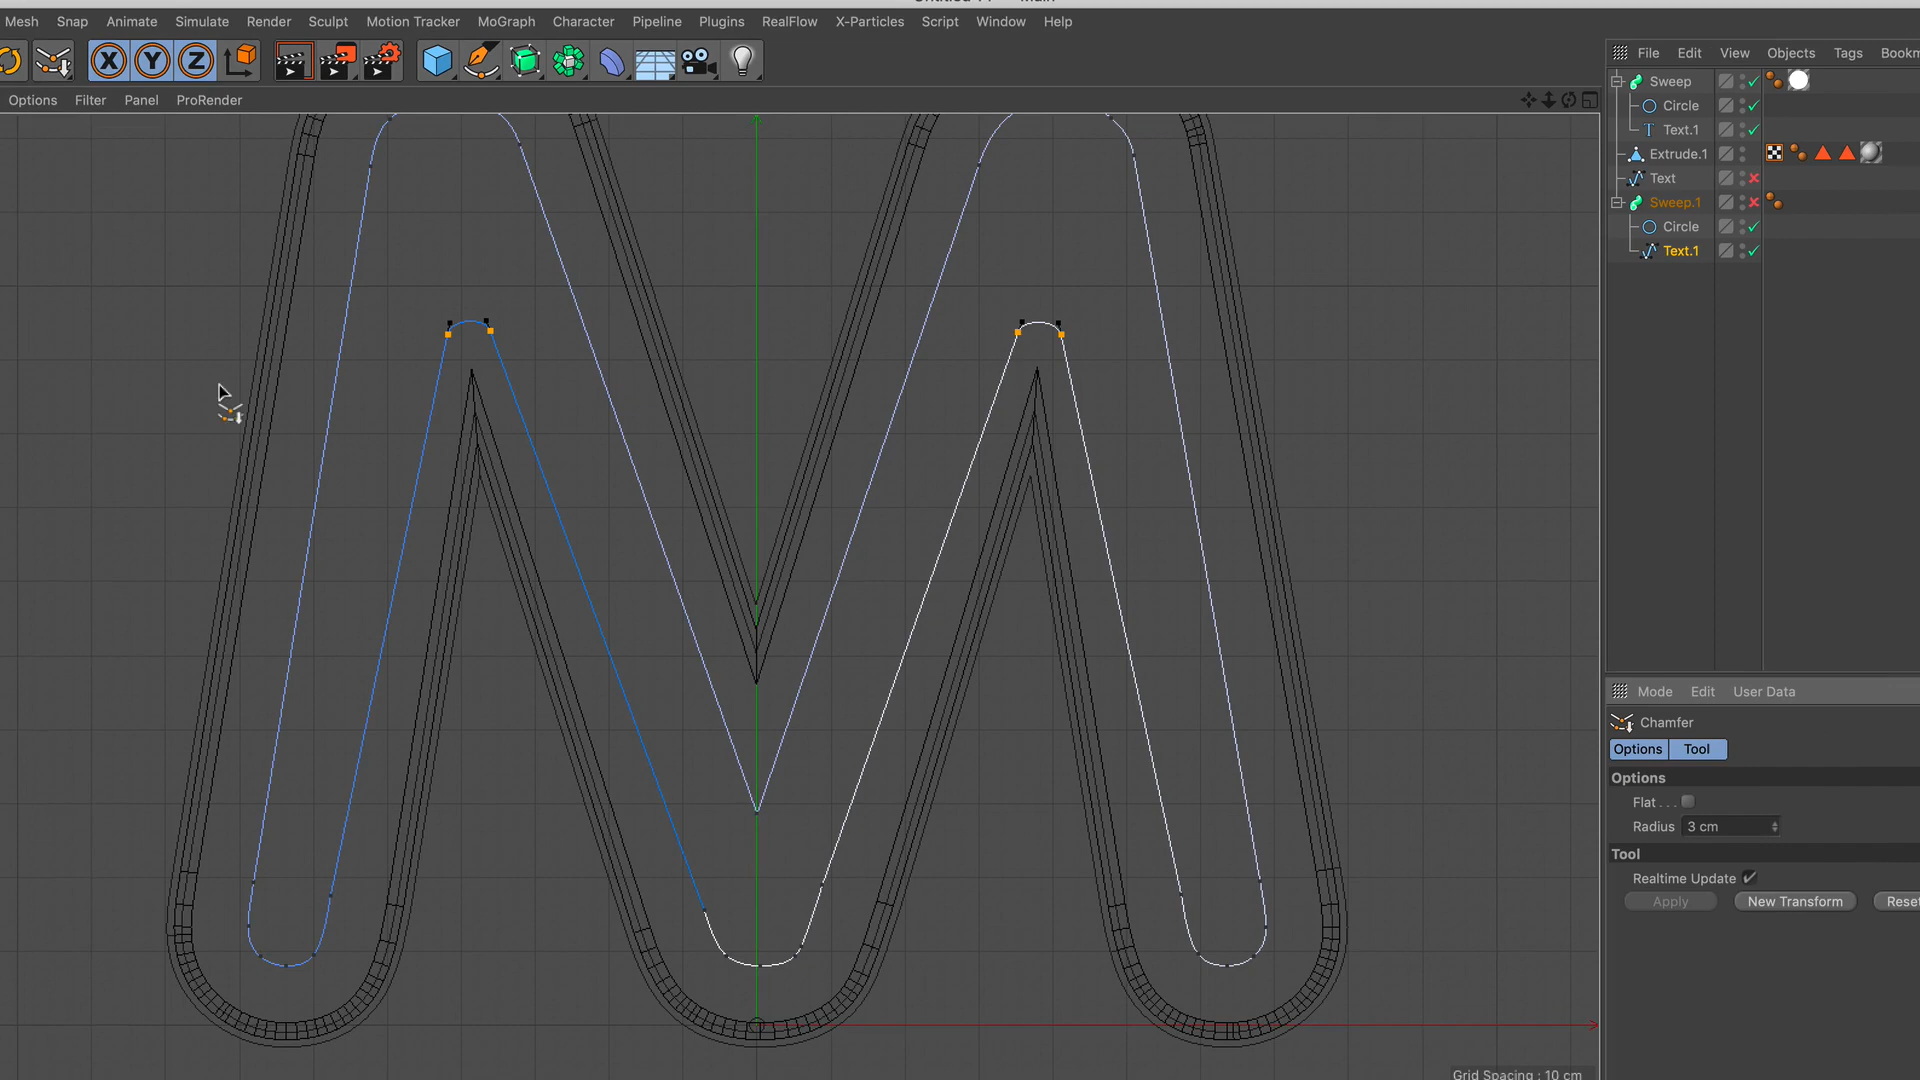 Mesh Snap Animate Simulate Render Sculpt Motion Tracker MoGraph Character Pipeline Plugins RealFlow X-Particles Script Window Help
X Y Z
Options Filter Panel ProRender
File Edit View Objects Tags Bookm
Sweep
Circle
Text.1
Extrude.1
Text
Sweep.1
Circle
Text.1
Mode Edit User Data
Chamfer
Options Tool
Options
Flat . . .
Radius 3 cm
Tool
Realtime Update
Apply New Transform Reset
Grid Spacing : 10 cm